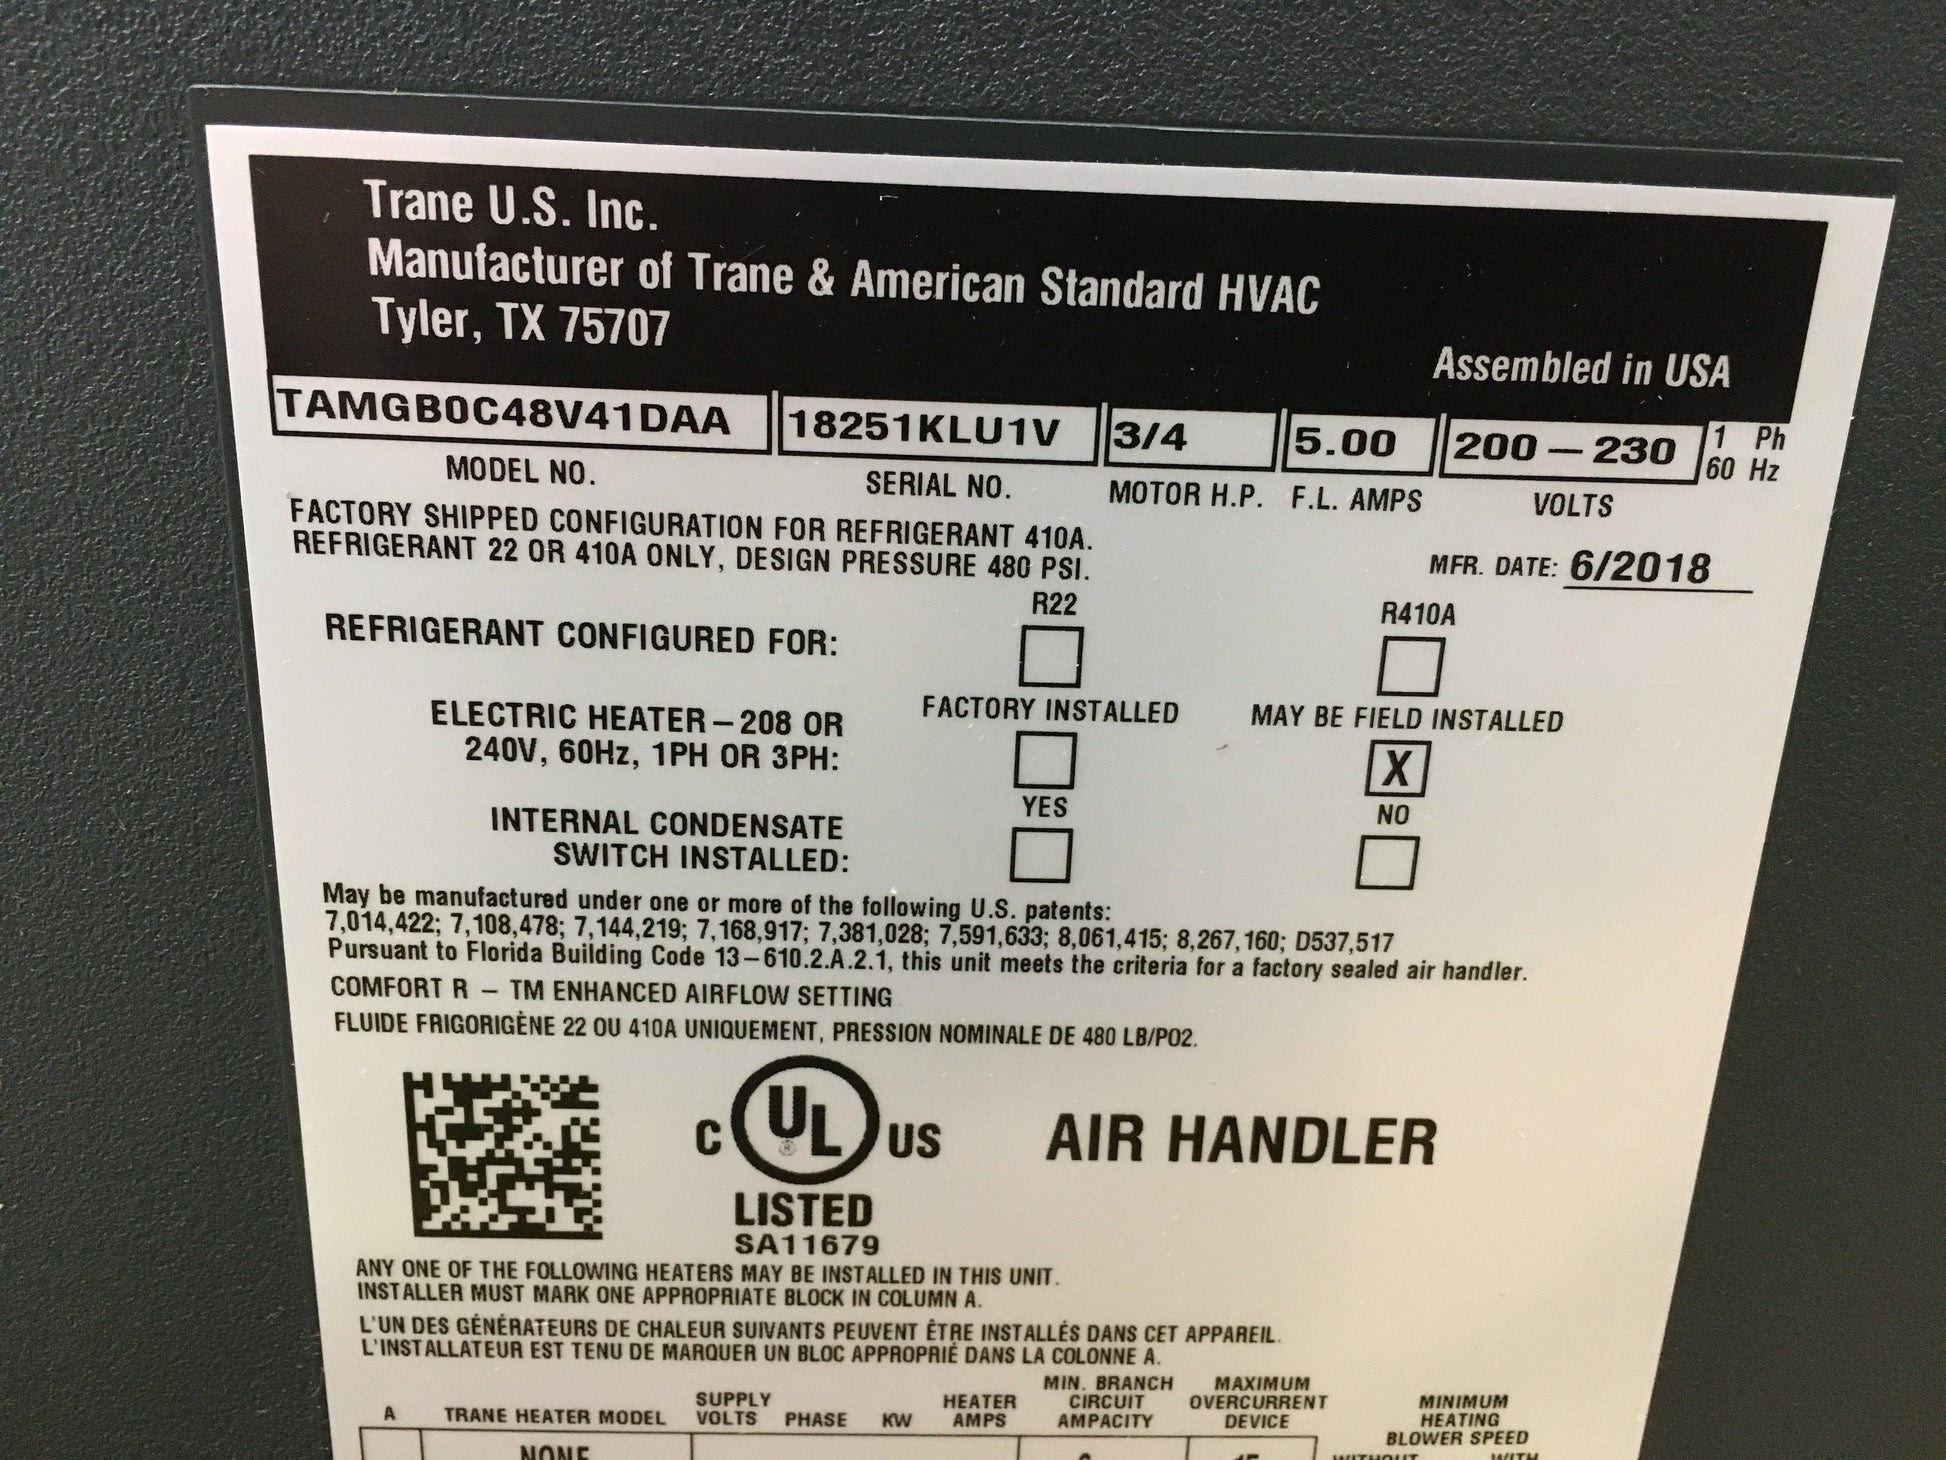 Trane U.S. Inc.
Manufacturer of Trane & American Standard HVAC
Tyler, TX 75707
Assembled in USA
TAMGB0C48V41DAA 18251KLU1V 3/4 5.00 200 – 230 1 Ph
60 Hz
MODEL NO. SERIAL NO. MOTOR H.P. F.L. AMPS VOLTS
FACTORY SHIPPED CONFIGURATION FOR REFRIGERANT 410A.
REFRIGERANT 22 OR 410A ONLY, DESIGN PRESSURE 480 PSI.
MFR. DATE: 6/2018
R22 R410A
REFRIGERANT CONFIGURED FOR:
FACTORY INSTALLED MAY BE FIELD INSTALLED
ELECTRIC HEATER – 208 OR
240V, 60Hz, 1PH OR 3PH: X
YES NO
INTERNAL CONDENSATE
SWITCH INSTALLED:
May be manufactured under one or more of the following U.S. patents:
7,014,422; 7,108,478; 7,144,219; 7,168,917; 7,381,028; 7,591,633; 8,061,415; 8,267,160; D537,517
Pursuant to Florida Building Code 13–610.2.A.2.1, this unit meets the criteria for a factory sealed air handler.
COMFORT R – TM ENHANCED AIRFLOW SETTING
FLUIDE FRIGORIGÈNE 22 OU 410A UNIQUEMENT, PRESSION NOMINALE DE 480 LB/PO2.
C UL ® US
LISTED
SA11679
AIR HANDLER
ANY ONE OF THE FOLLOWING HEATERS MAY BE INSTALLED IN THIS UNIT.
INSTALLER MUST MARK ONE APPROPRIATE BLOCK IN COLUMN A.
L'UN DES GÉNÉRATEURS DE CHALEUR SUIVANTS PEUVENT ÊTRE INSTALLÉS DANS CET APPAREIL.
L'INSTALLATEUR EST TENU DE MARQUER UN BLOC APPROPRIÉ DANS LA COLONNE A.
A TRANE HEATER MODEL SUPPLY VOLTS PHASE KW HEATER AMPS MIN. BRANCH CIRCUIT AMPACITY MAXIMUM OVERCURRENT DEVICE MINIMUM HEATING BLOWER SPEED
WITHOUT WITH
NONE